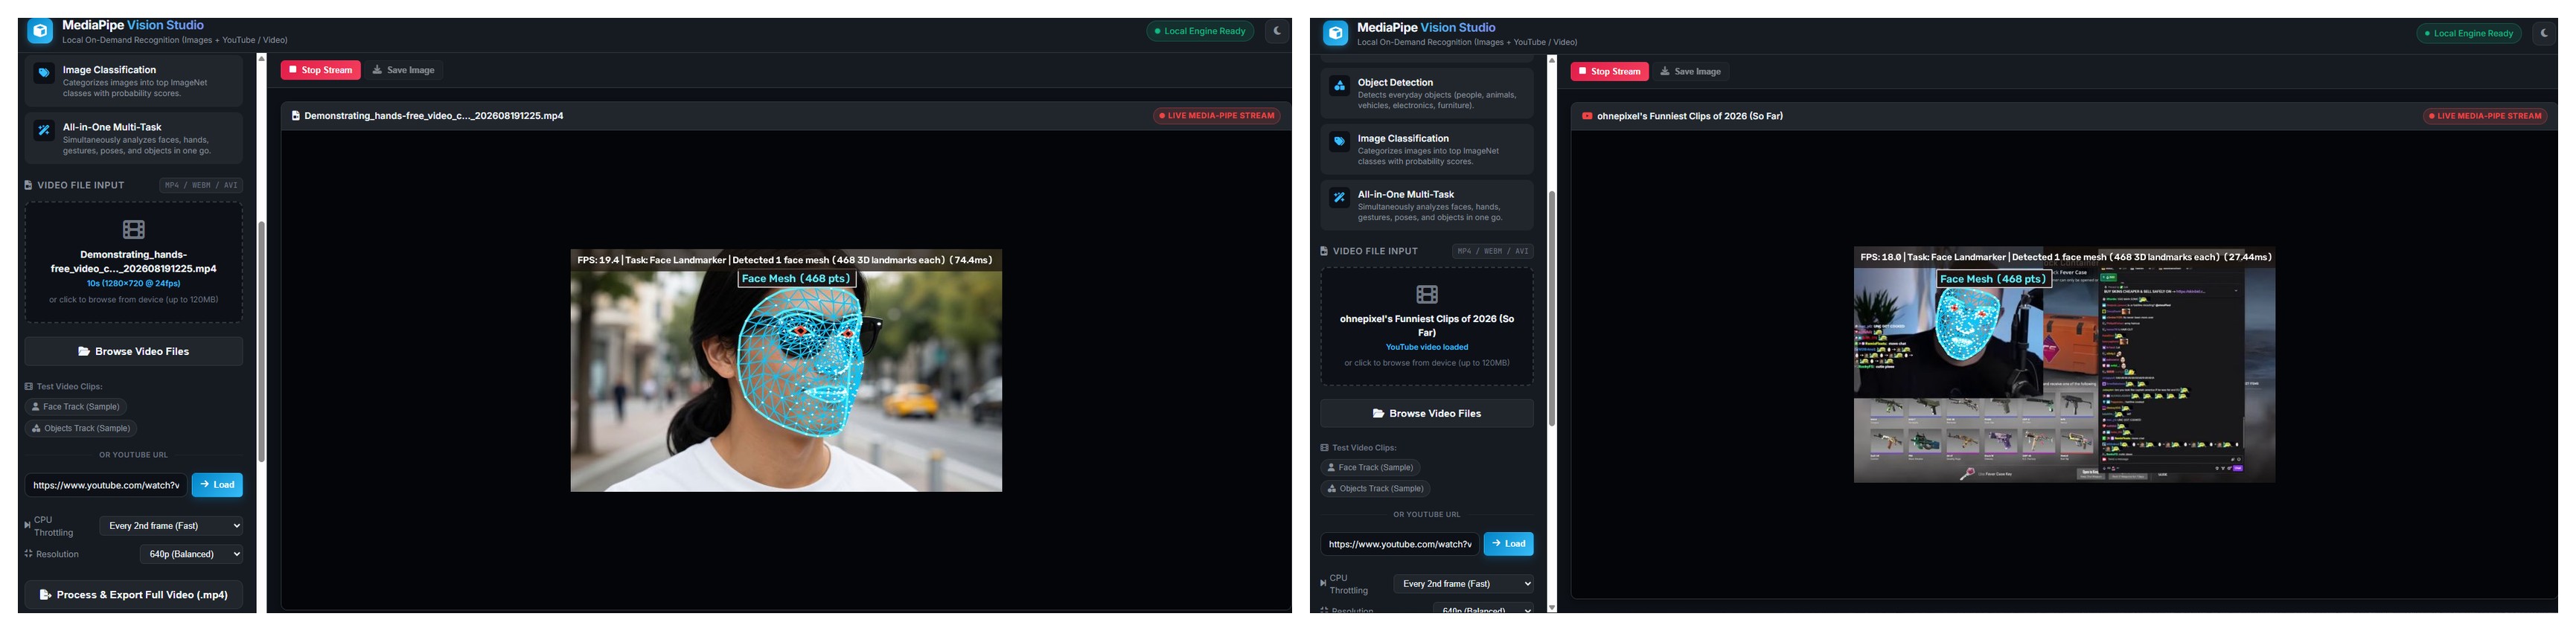 MediaPipe Vision Studio
Local On-Demand Recognition (Images + YouTube / Video)
Local Engine Ready
Image Classification
Categorizes images into top ImageNet
classes with probability scores.
All-in-One Multi-Task
Simultaneously analyzes faces, hands,
gestures, poses, and objects in one go.
VIDEO FILE INPUT
MP4 / WEBM / AVI
Demonstrating_hands-
free_video_c..._202608191225.mp4
10s (1280×720 @ 24fps)
or click to browse from device (up to 120MB)
Browse Video Files
Test Video Clips:
Face Track (Sample)
Objects Track (Sample)
OR YOUTUBE URL
https://www.youtube.com/watch?v
Load
CPU
Throttling
Every 2nd frame (Fast)
Resolution
640p (Balanced)
Process & Export Full Video (.mp4)
Stop Stream
Save Image
Demonstrating_hands-free_video_c..._202608191225.mp4
LIVE MEDIA-PIPE STREAM
FPS: 19.4 | Task: Face Landmarker | Detected 1 face mesh (468 3D landmarks each) (74.4ms)
Face Mesh (468 pts)
MediaPipe Vision Studio
Local On-Demand Recognition (Images + YouTube / Video)
Local Engine Ready
Object Detection
Detects everyday objects (people, animals,
vehicles, electronics, furniture).
Image Classification
Categorizes images into top ImageNet
classes with probability scores.
All-in-One Multi-Task
Simultaneously analyzes faces, hands,
gestures, poses, and objects in one go.
VIDEO FILE INPUT
MP4 / WEBM / AVI
ohnepixel's Funniest Clips of 2026 (So
Far)
YouTube video loaded
or click to browse from device (up to 120MB)
Browse Video Files
Test Video Clips:
Face Track (Sample)
Objects Track (Sample)
OR YOUTUBE URL
https://www.youtube.com/watch?v
Load
CPU
Throttling
Every 2nd frame (Fast)
Resolution
640p (Balanced)
Stop Stream
Save Image
ohnepixel's Funniest Clips of 2026 (So Far)
LIVE MEDIA-PIPE STREAM
FPS: 18.0 | Task: Face Landmarker | Detected 1 face mesh (468 3D landmarks each) (27.44ms)
Face Mesh (468 pts)
Fever Case